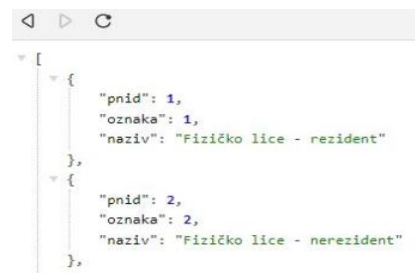 [
{
"pnid": 1,
"oznaka": 1,
"naziv": "Fizičko lice - rezident"
},
{
"pnid": 2,
"oznaka": 2,
"naziv": "Fizičko lice - nerezident"
},